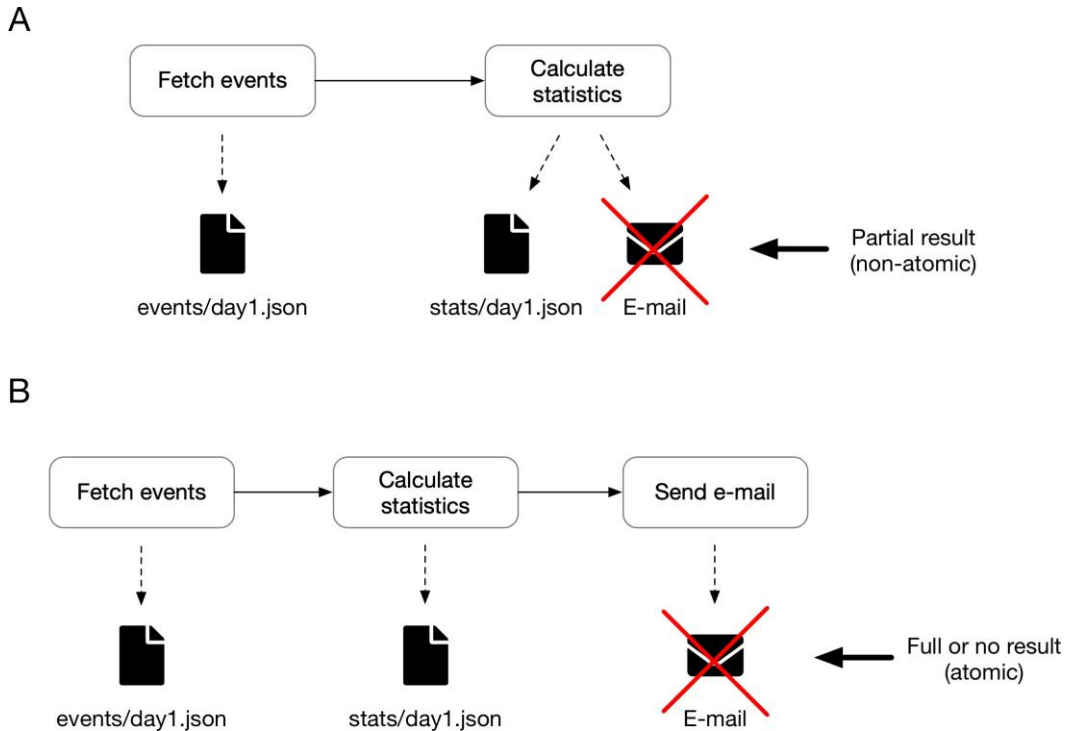 A
Fetch events
Calculate
statistics
Partial result
(non-atomic)
events/day1.json
stats/day1.json
E-mail
B
Fetch events
Calculate
statistics
Send e-mail
Full or no result
(atomic)
events/day1.json
stats/day1.json
E-mail